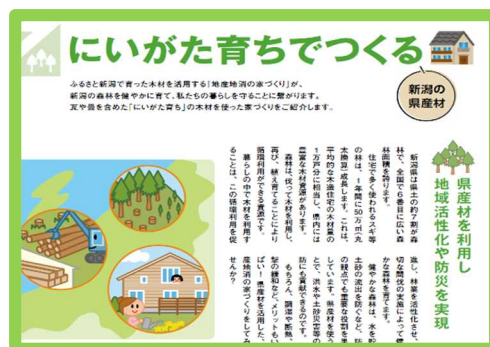 にいがた育ちでつくる
新潟の
県産材
ふるさと新潟で育った木材を活用する「地産地消の家づくり」が、
新潟の森林を健やかに育て、私たちの暮らしを守ることに繋がります。
瓦や畳を含めた「にいがた育ち」の木材を使った家づくりをご紹介します。
県産材を利用し
地域活性化や防災を実現
新潟県は県土の約7割が森
林で、全国で6番目に広い森
林面積を誇ります。
住宅で多く使われるスギ等
の林は、1年間に50万㎥（丸
太換算）成長します。これは、
平均的な木造住宅の木材量の
1万戸分に相当し、県内には
豊富な木材資源があります。
森林は、伐って木材を利用し、
再び、植え育てることにより
循環利用ができる資源です。
暮らしの中で木材を利用す
ることは、この循環利用を促
進し、林業を活性化させ、
切な間伐の実施によって健
かな森林を育てます。
健やかな森林は、水を貯
土砂の流出を防ぐなど、防
の観点でも重要な役割を果
しています。県産材を使う
とで、洪水や土砂災害等の
防にも貢献できるのです。
もちろん、調湿や断熱、
撃の緩和など、メリットもい
ぱい！県産材を活用した、
産地消の家づくりをしてみ
せんか？